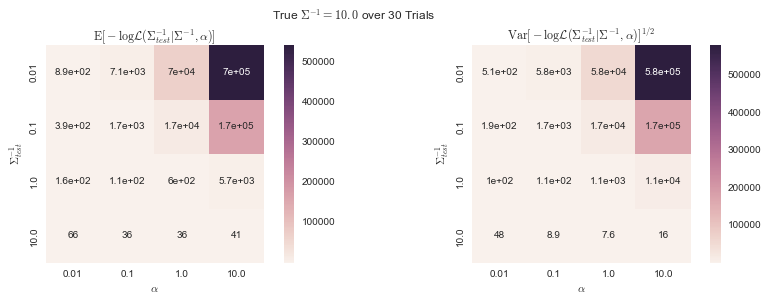 True Σ⁻¹ = 10.0 over 30 Trials
E[−logℒ(Σ⁻¹_test|Σ⁻¹, α)]
0.01 8.9e+02 7.1e+03 7e+04 7e+05
0.1 3.9e+02 1.7e+03 1.7e+04 1.7e+05
1.0 1.6e+02 1.1e+02 6e+02 5.7e+03
10.0 66 36 36 41
0.01 0.1 1.0 10.0
α
Σ⁻¹_test
500000
400000
300000
200000
100000
Var[−logℒ(Σ⁻¹_test|Σ⁻¹, α)]^1/2
0.01 5.1e+02 5.8e+03 5.8e+04 5.8e+05
0.1 1.9e+02 1.7e+03 1.7e+04 1.7e+05
1.0 1e+02 1.1e+02 1.1e+03 1.1e+04
10.0 48 8.9 7.6 16
0.01 0.1 1.0 10.0
α
Σ⁻¹_test
500000
400000
300000
200000
100000